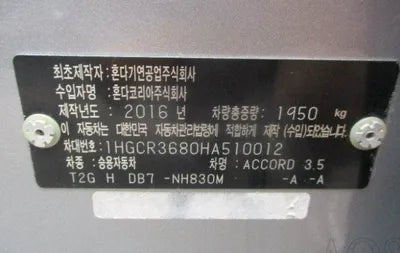 최초제작자 : 혼다기연공업주식회사
수입자명 : 혼다코리아주식회사
제작년도 : 2016 년 차량총중량: 1950 kg
이 자동차는 대한민국 자동차관리법령에 적합하게 제작 (수입)되었습니다.
차대번호: 1HGCR3680HA510012
차종 : 승용자동차 차명 : ACCORD 3.5
T2G H DB7 -NH830M -A -A